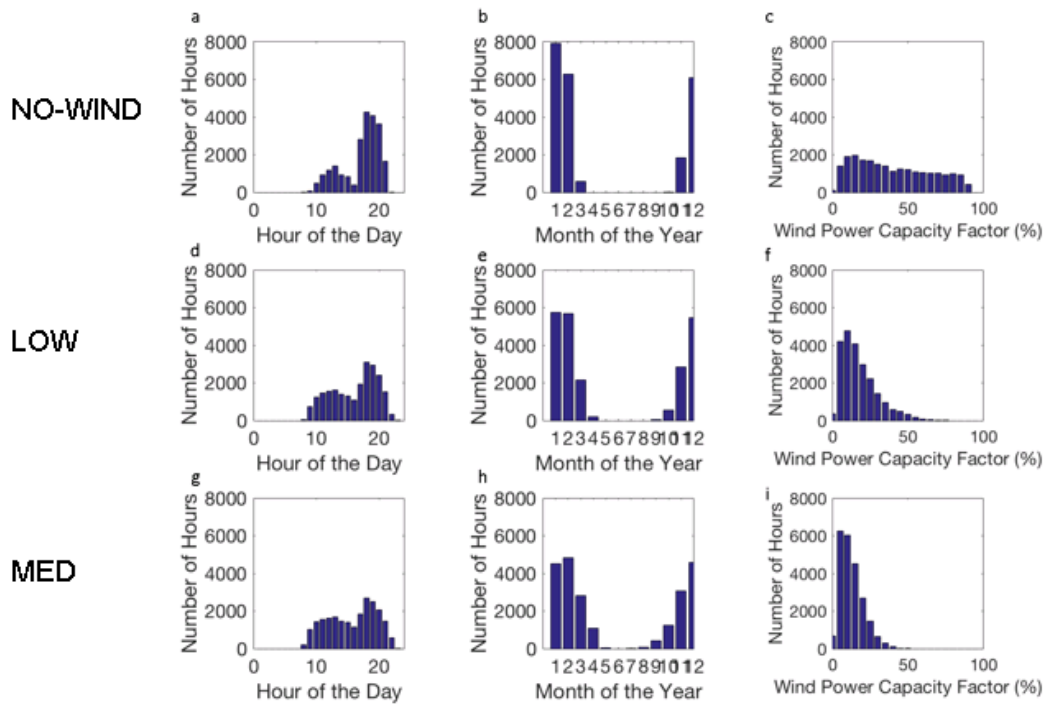 a
b
c
NO-WIND
Number of Hours
8000
6000
4000
2000
0
0 10 20
Hour of the Day
Number of Hours
8000
6000
4000
2000
0
1 2 3 4 5 6 7 8 9 10 11 12
Month of the Year
Number of Hours
8000
6000
4000
2000
0
0 50 100
Wind Power Capacity Factor (%)
d
e
f
LOW
Number of Hours
8000
6000
4000
2000
0
0 10 20
Hour of the Day
Number of Hours
8000
6000
4000
2000
0
1 2 3 4 5 6 7 8 9 10 11 12
Month of the Year
Number of Hours
8000
6000
4000
2000
0
0 50 100
Wind Power Capacity Factor (%)
g
h
i
MED
Number of Hours
8000
6000
4000
2000
0
0 10 20
Hour of the Day
Number of Hours
8000
6000
4000
2000
0
1 2 3 4 5 6 7 8 9 10 11 12
Month of the Year
Number of Hours
8000
6000
4000
2000
0
0 50 100
Wind Power Capacity Factor (%)